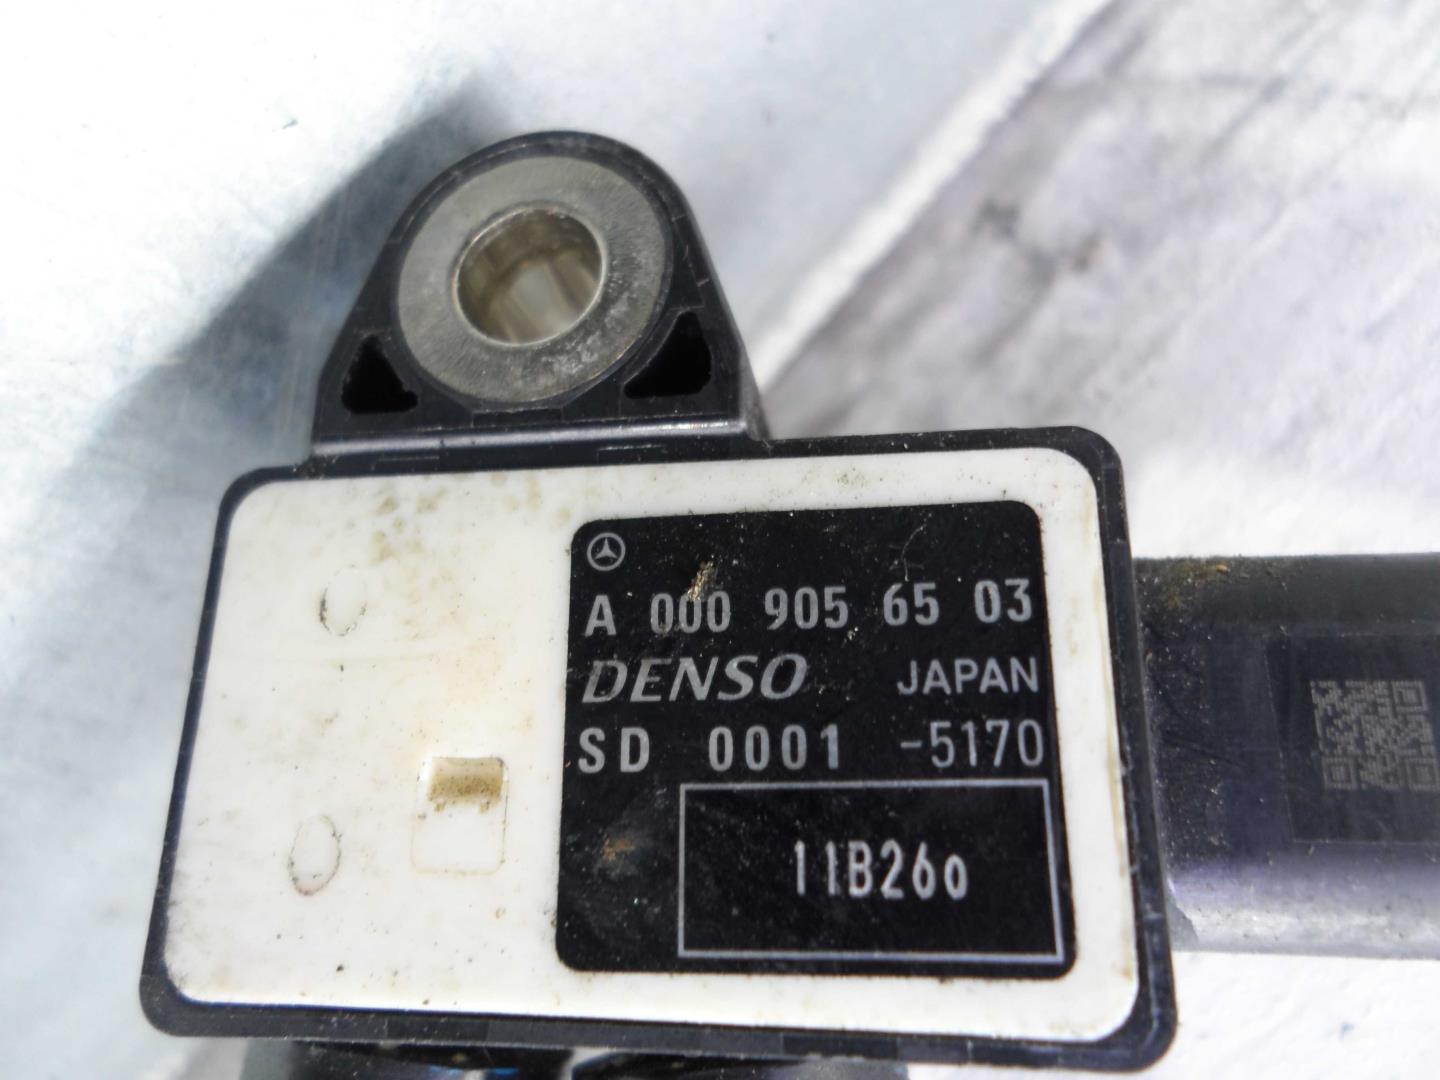 A 000 905 65 03
DENSO JAPAN
SD 0001 -5170
11B26o